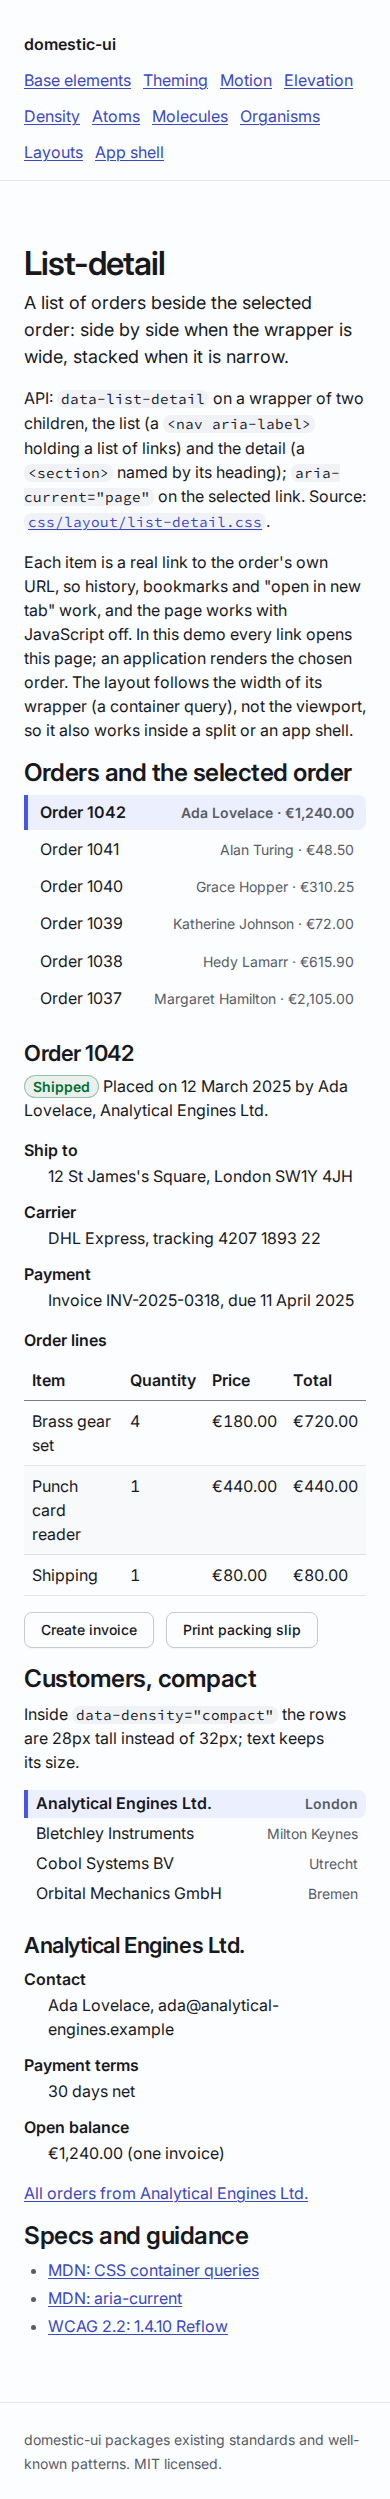 domestic-ui
Base elements Theming Motion Elevation
Density Atoms Molecules Organisms
Layouts App shell
List-detail
A list of orders beside the selected
order: side by side when the wrapper is
wide, stacked when it is narrow.
API: data-list-detail on a wrapper of two
children, the list (a <nav aria-label>
holding a list of links) and the detail (a
<section> named by its heading); aria-
current="page" on the selected link. Source:
css/layout/list-detail.css.
Each item is a real link to the order's own
URL, so history, bookmarks and "open in new
tab" work, and the page works with
JavaScript off. In this demo every link opens
this page; an application renders the chosen
order. The layout follows the width of its
wrapper (a container query), not the viewport,
so it also works inside a split or an app shell.
Orders and the selected order
Order 1042 Ada Lovelace · €1,240.00
Order 1041 Alan Turing · €48.50
Order 1040 Grace Hopper · €310.25
Order 1039 Katherine Johnson · €72.00
Order 1038 Hedy Lamarr · €615.90
Order 1037 Margaret Hamilton · €2,105.00
Order 1042
Shipped Placed on 12 March 2025 by Ada
Lovelace, Analytical Engines Ltd.
Ship to
12 St James's Square, London SW1Y 4JH
Carrier
DHL Express, tracking 4207 1893 22
Payment
Invoice INV-2025-0318, due 11 April 2025
Order lines
Item Quantity Price Total
Brass gear 4 €180.00 €720.00
set
Punch 1 €440.00 €440.00
card
reader
Shipping 1 €80.00 €80.00
Create invoice Print packing slip
Customers, compact
Inside data-density="compact" the rows
are 28px tall instead of 32px; text keeps
its size.
Analytical Engines Ltd. London
Bletchley Instruments Milton Keynes
Cobol Systems BV Utrecht
Orbital Mechanics GmbH Bremen
Analytical Engines Ltd.
Contact
Ada Lovelace, ada@analytical-
engines.example
Payment terms
30 days net
Open balance
€1,240.00 (one invoice)
All orders from Analytical Engines Ltd.
Specs and guidance
• MDN: CSS container queries
• MDN: aria-current
• WCAG 2.2: 1.4.10 Reflow
domestic-ui packages existing standards and well-
known patterns. MIT licensed.